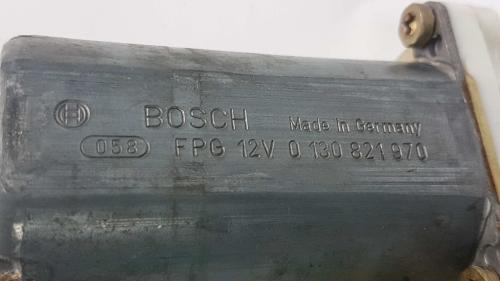 BOSCH Made in Germany
058 FPG 12V 0 130 821 970